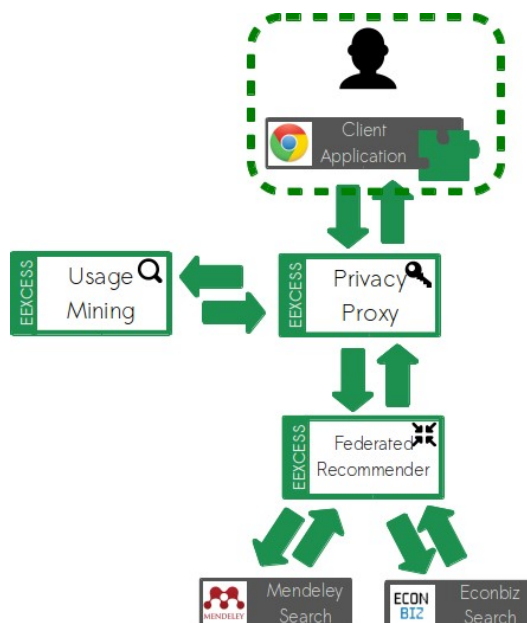 Client
Application
EEXCESS
Usage
Mining
EEXCESS
Privacy
Proxy
EEXCESS
Federated
Recommender
MENDELEY
Mendeley
Search
ECON
BIZ
Econbiz
Search